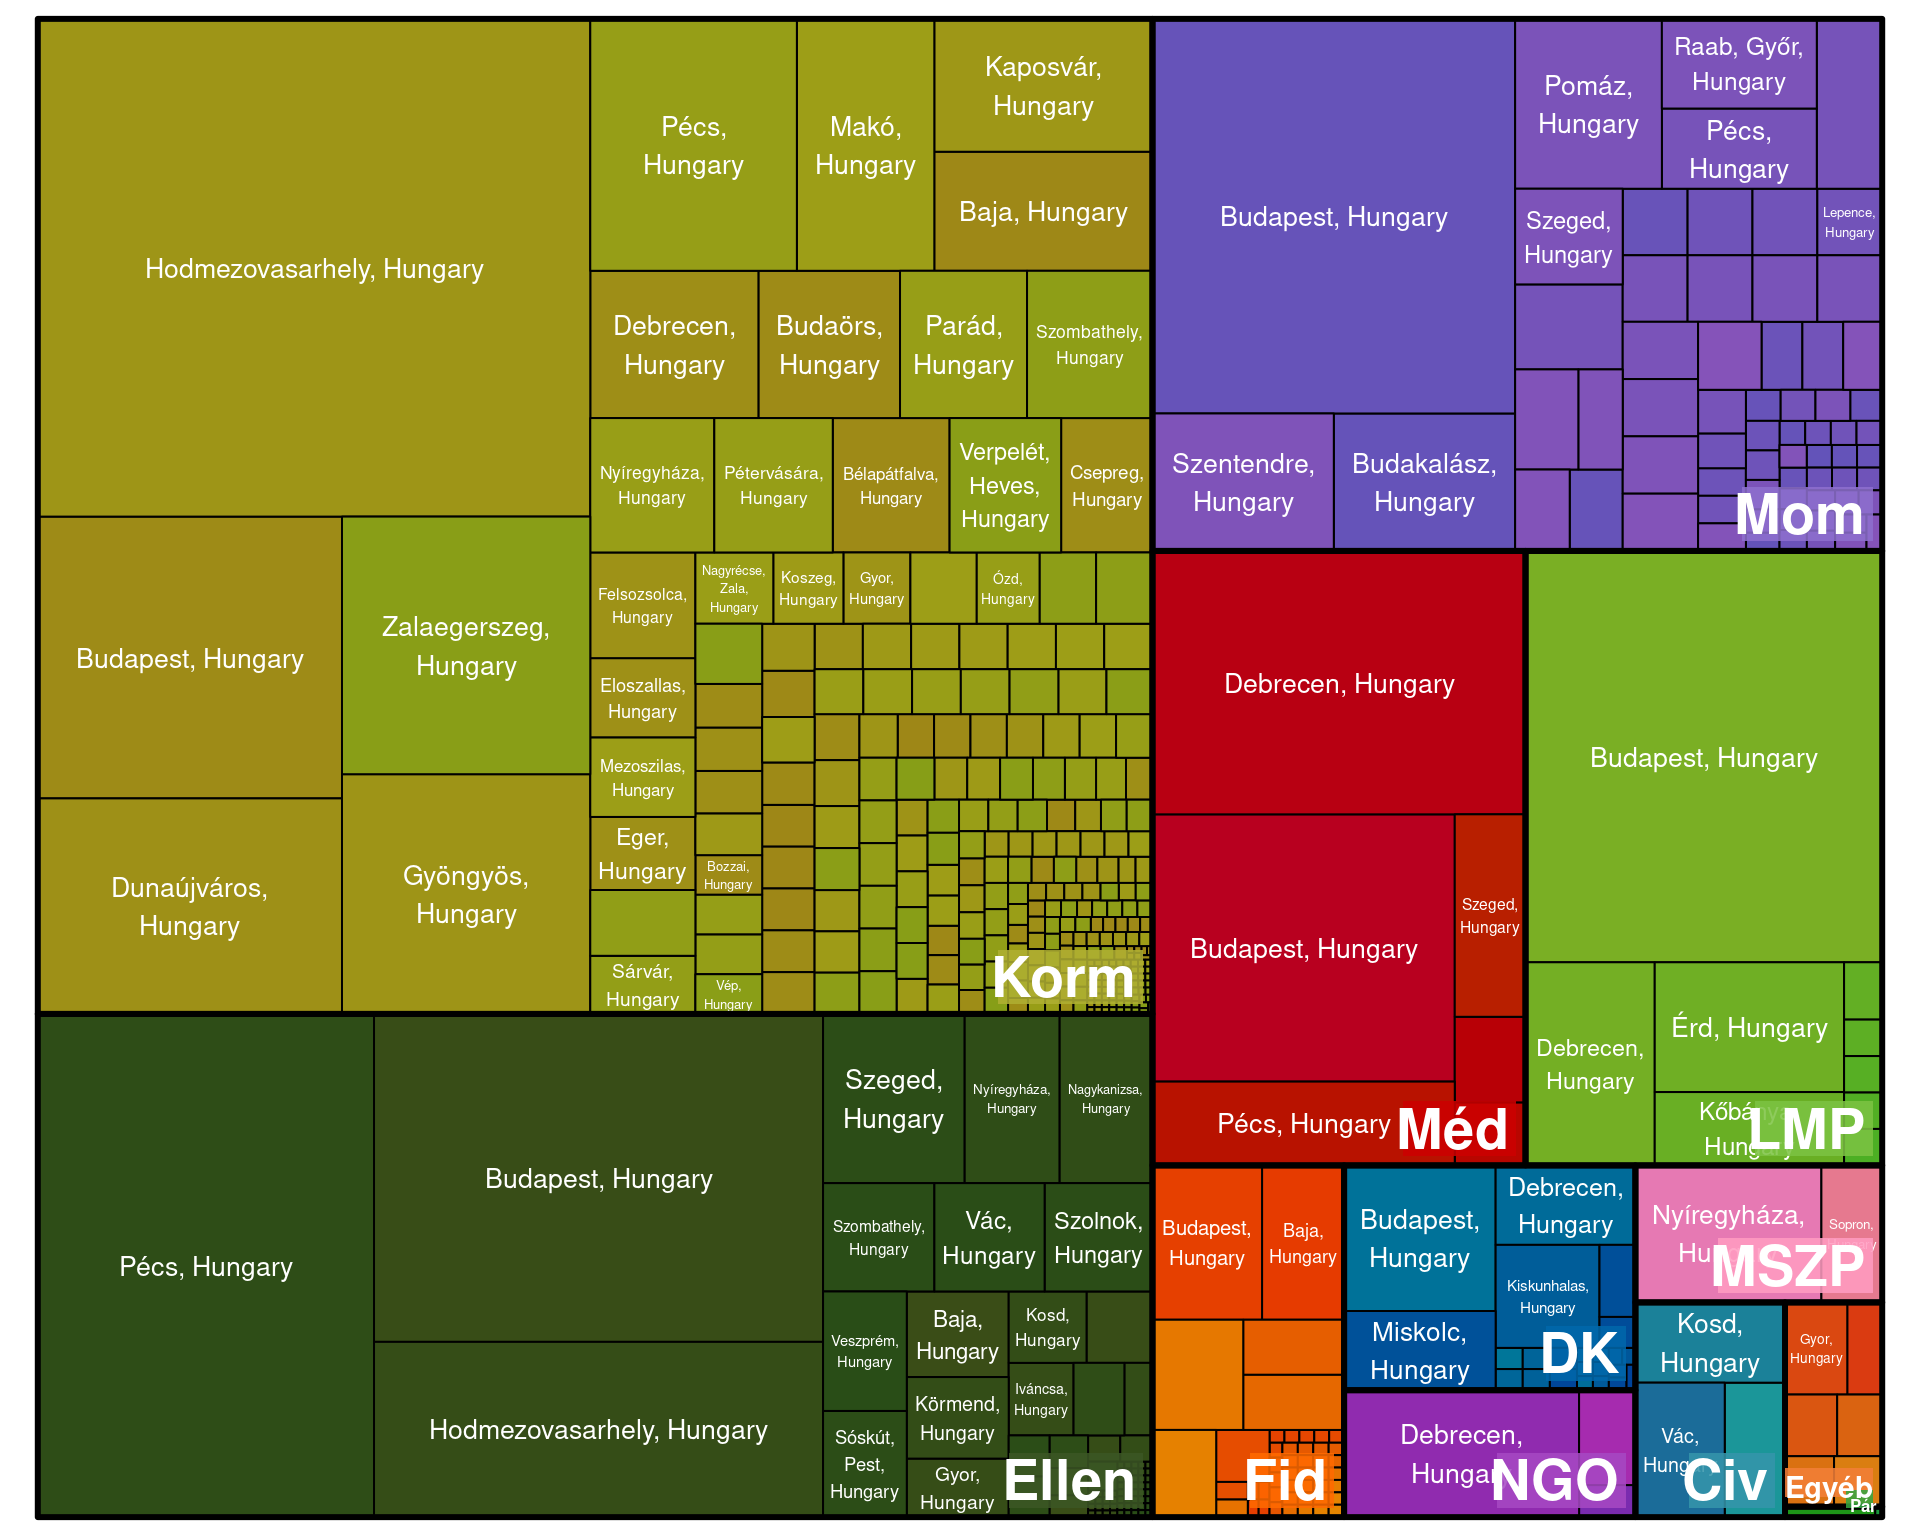 Hodmezovasarhely, Hungary
Pécs,
Hungary
Makó,
Hungary
Kaposvár,
Hungary
Baja, Hungary
Debrecen,
Hungary
Budaörs,
Hungary
Parád,
Hungary
Szombathely,
Hungary
Nyíregyháza,
Hungary
Pétervására,
Hungary
Bélapátfalva,
Hungary
Verpelét,
Heves,
Hungary
Csepreg,
Hungary
Budapest, Hungary
Zalaegerszeg,
Hungary
Dunaújváros,
Hungary
Gyöngyös,
Hungary
Felsozsolca,
Hungary
Nagyrécse,
Zala,
Hungary
Koszeg,
Hungary
Gyor,
Hungary
Ózd,
Hungary
Eloszallas,
Hungary
Mezoszilas,
Hungary
Eger,
Hungary
Bozzai,
Hungary
Sárvár,
Hungary
Vép,
Hungary
Korm
Budapest, Hungary
Pomáz,
Hungary
Raab, Győr,
Hungary
Pécs,
Hungary
Szeged,
Hungary
Lepence,
Hungary
Szentendre,
Hungary
Budakalász,
Hungary
Mom
Debrecen, Hungary
Budapest, Hungary
Szeged,
Hungary
Pécs, Hungary
Méd
Budapest, Hungary
Debrecen,
Hungary
Érd, Hungary
Kőbánya,
Hungary
LMP
Pécs, Hungary
Budapest, Hungary
Hodmezovasarhely, Hungary
Szeged,
Hungary
Nyíregyháza,
Hungary
Nagykanizsa,
Hungary
Szombathely,
Hungary
Vác,
Hungary
Szolnok,
Hungary
Veszprém,
Hungary
Baja,
Hungary
Kosd,
Hungary
Körmend,
Hungary
Iváncsa,
Hungary
Sóskút,
Pest,
Hungary
Gyor,
Hungary
Ellen
Budapest,
Hungary
Baja,
Hungary
Fid
Budapest,
Hungary
Debrecen,
Hungary
Kiskunhalas,
Hungary
Miskolc,
Hungary
DK
Debrecen,
Hungary
NGO
Nyíregyháza,
Hungary
Sopron,
MSZP
Kosd,
Hungary
Vác,
Hungary
Civ
Gyor,
Hungary
Egyéb
Pár